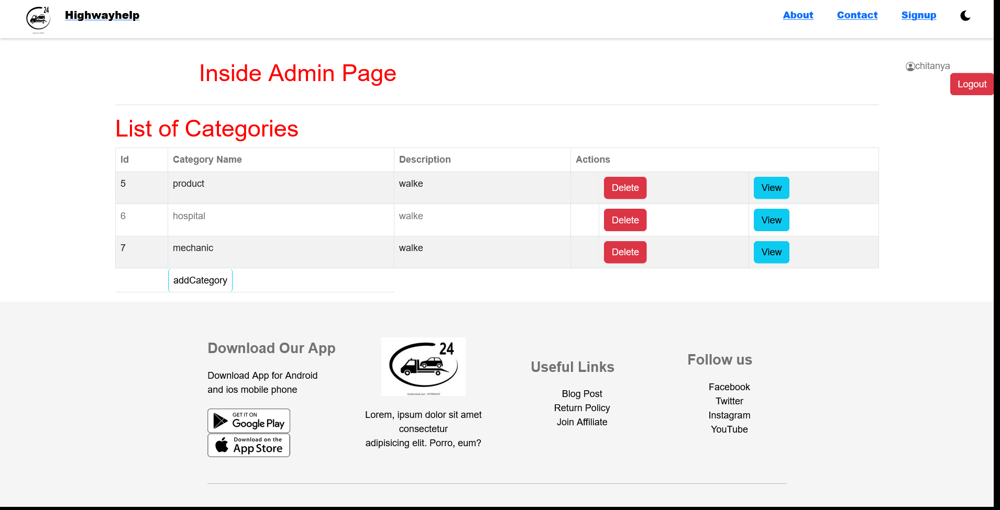 24
Highwayhelp
About
Contact
Signup
Inside Admin Page
chitanya
Logout
List of Categories
Id
Category Name
Description
Actions
5
product
walke
Delete
View
6
hospital
walke
Delete
View
7
mechanic
walke
Delete
View
addCategory
Download Our App
Download App for Android
and ios mobile phone
GET IT ON
Google Play
Download on the
App Store
24
shutterstock.com · 1973504195
Lorem, ipsum dolor sit amet
consectetur
adipisicing elit. Porro, eum?
Useful Links
Blog Post
Return Policy
Join Affiliate
Follow us
Facebook
Twitter
Instagram
YouTube